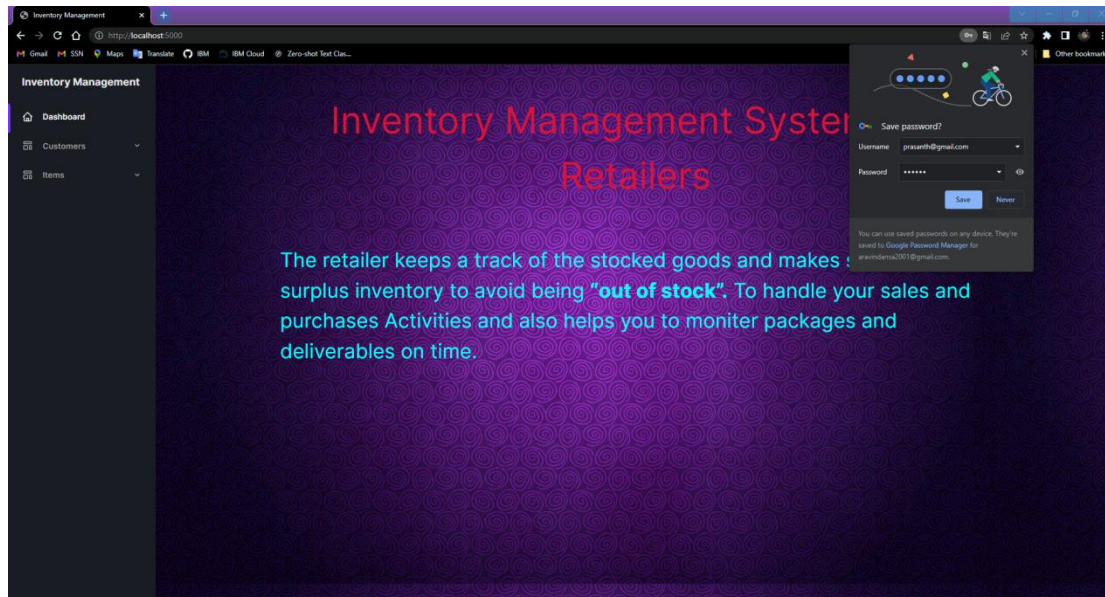 Inventory Management
http://localhost:5000
Gmail SSN Maps Translate IBM IBM Cloud Zero-shot Text Clas... Other bookmark
Inventory Management
Dashboard
Customers
Items
Inventory Management System
Retailers
The retailer keeps a track of the stocked goods and makes
surplus inventory to avoid being "out of stock". To handle your sales and
purchases Activities and also helps you to moniter packages and
deliverables on time.
Save password?
Username prasanth@gmail.com
Password ••••••
Save Never
You can use saved passwords on any device. They're
saved to Google Password Manager for
aravindansa2001@gmail.com.